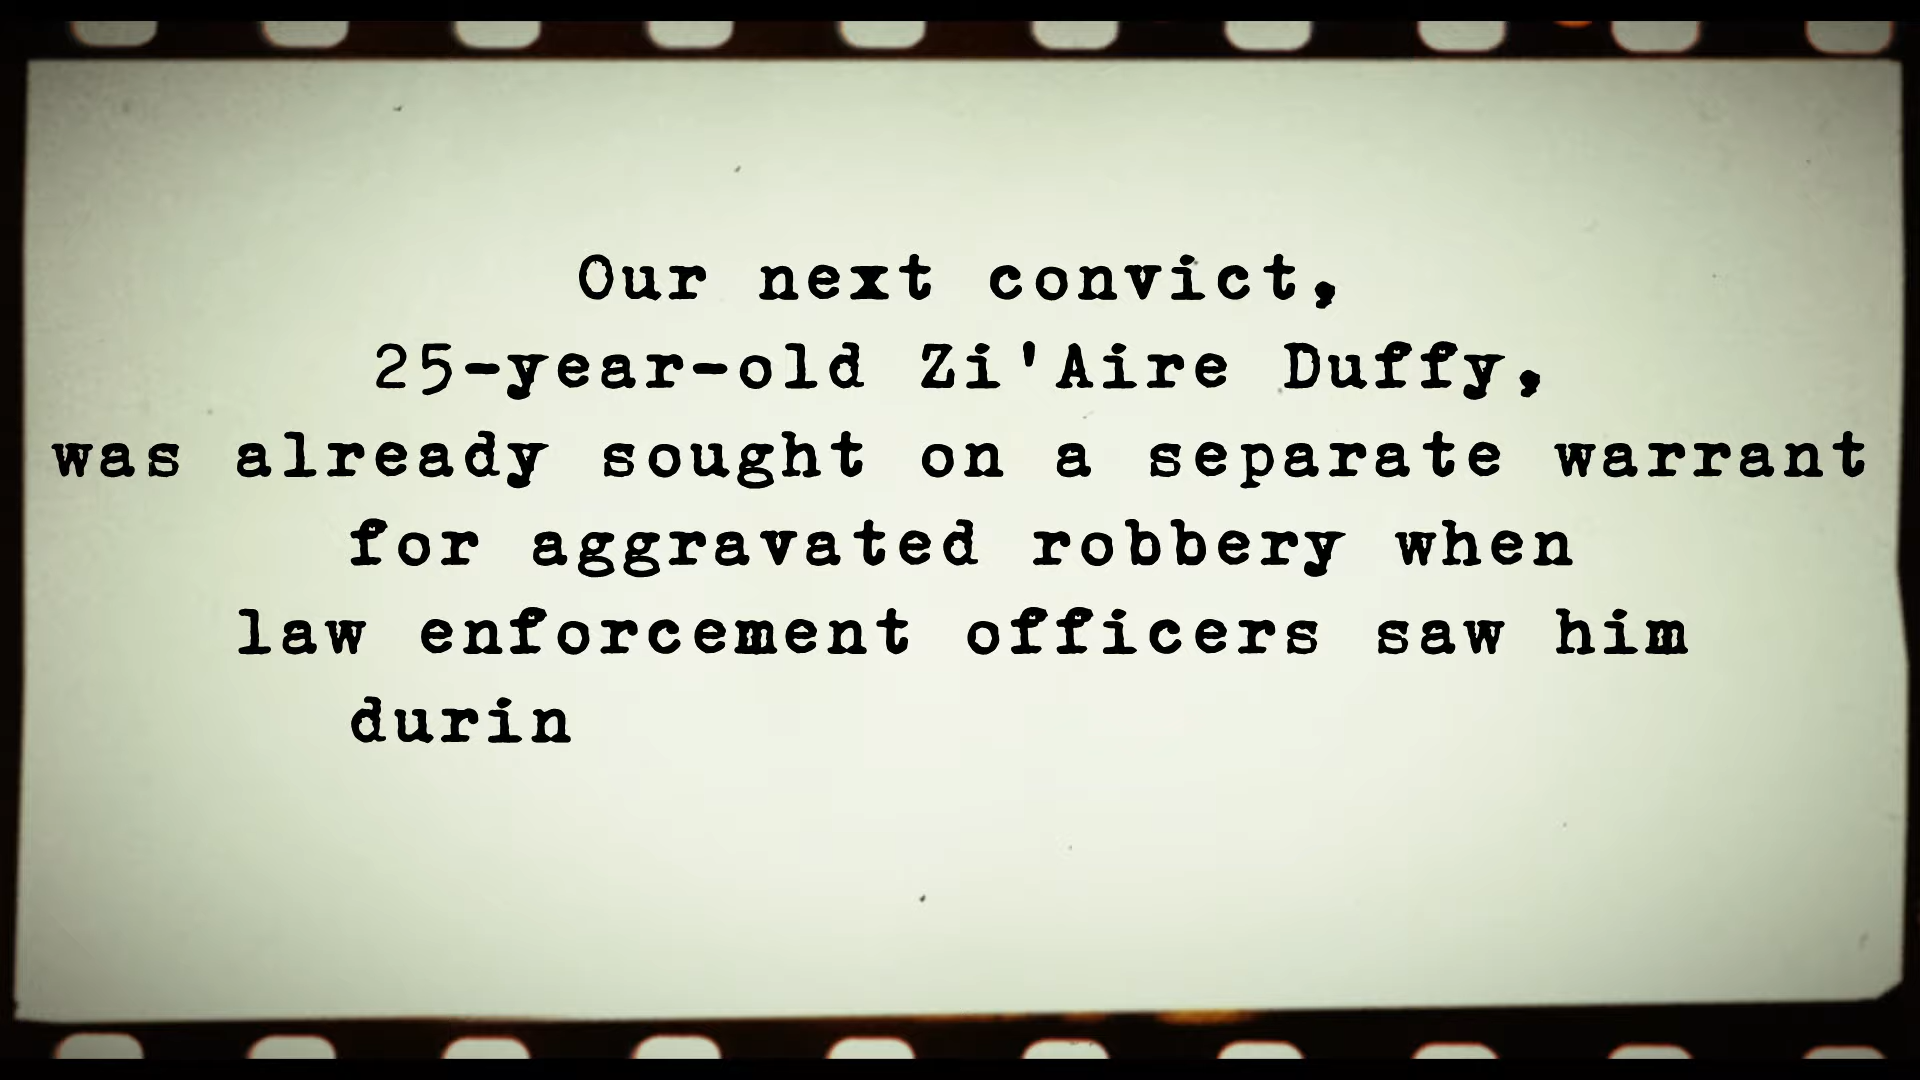 Our next convict,
25-year-old Zi'Aire Duffy,
was already sought on a separate warrant
for aggravated robbery when
law enforcement officers saw him
durin